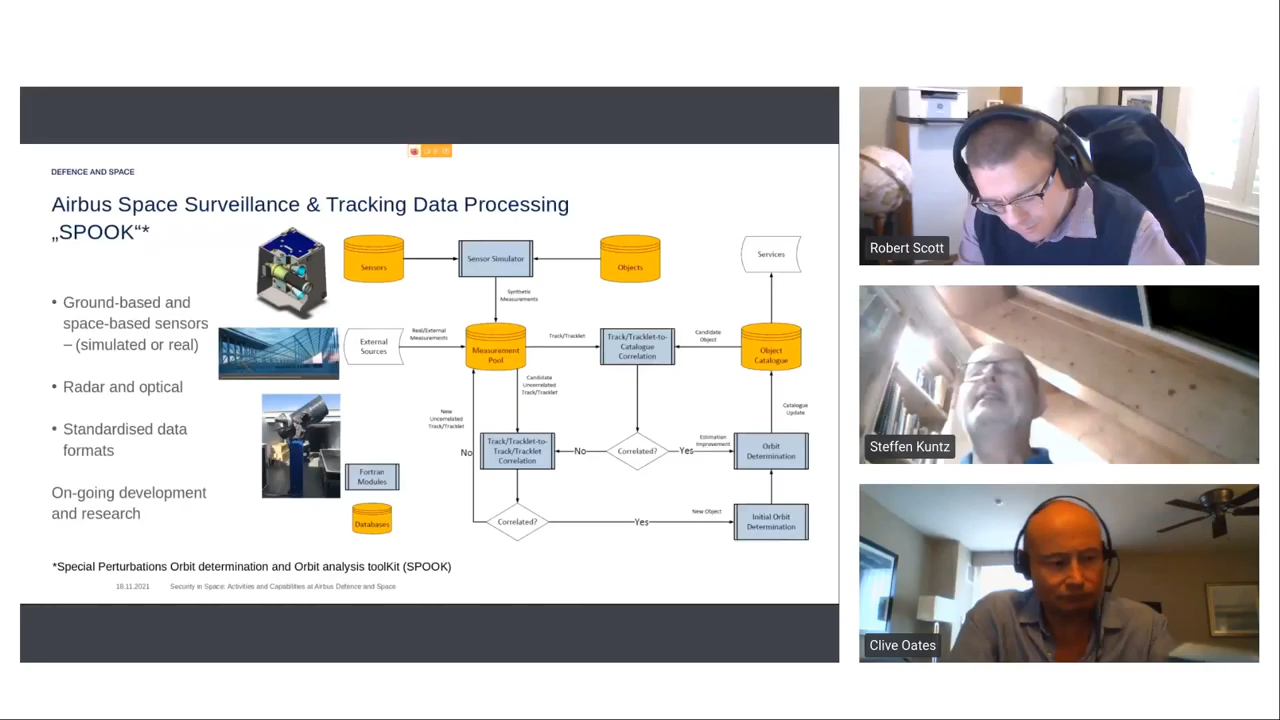 DEFENCE AND SPACE
Airbus Space Surveillance & Tracking Data Processing
„SPOOK“*
• Ground-based and
space-based sensors
– (simulated or real)
• Radar and optical
• Standardised data
formats
On-going development
and research
Sensors
Sensor Simulator
Objects
Services
Synthetic
Measurements
External
Sources
Real/External
Measurements
Measurement
Pool
Track/Tracklet
Track/Tracklet-to-
Catalogue
Correlation
Candidate
Object
Object
Catalogue
Candidate
Uncorrelated
Track/Tracklet
New
Uncorrelated
Track/Tracklet
Catalogue
Update
No
Track/Tracklet-to-
Track/Tracklet
Correlation
No
Correlated?
Yes
Estimation
Improvement
Orbit
Determination
Fortran
Modules
Databases
Correlated?
Yes
New Object
Initial Orbit
Determination
*Special Perturbations Orbit determination and Orbit analysis toolKit (SPOOK)
18.11.2021
Security in Space: Activities and Capabilities at Airbus Defence and Space
Robert Scott
Steffen Kuntz
Clive Oates